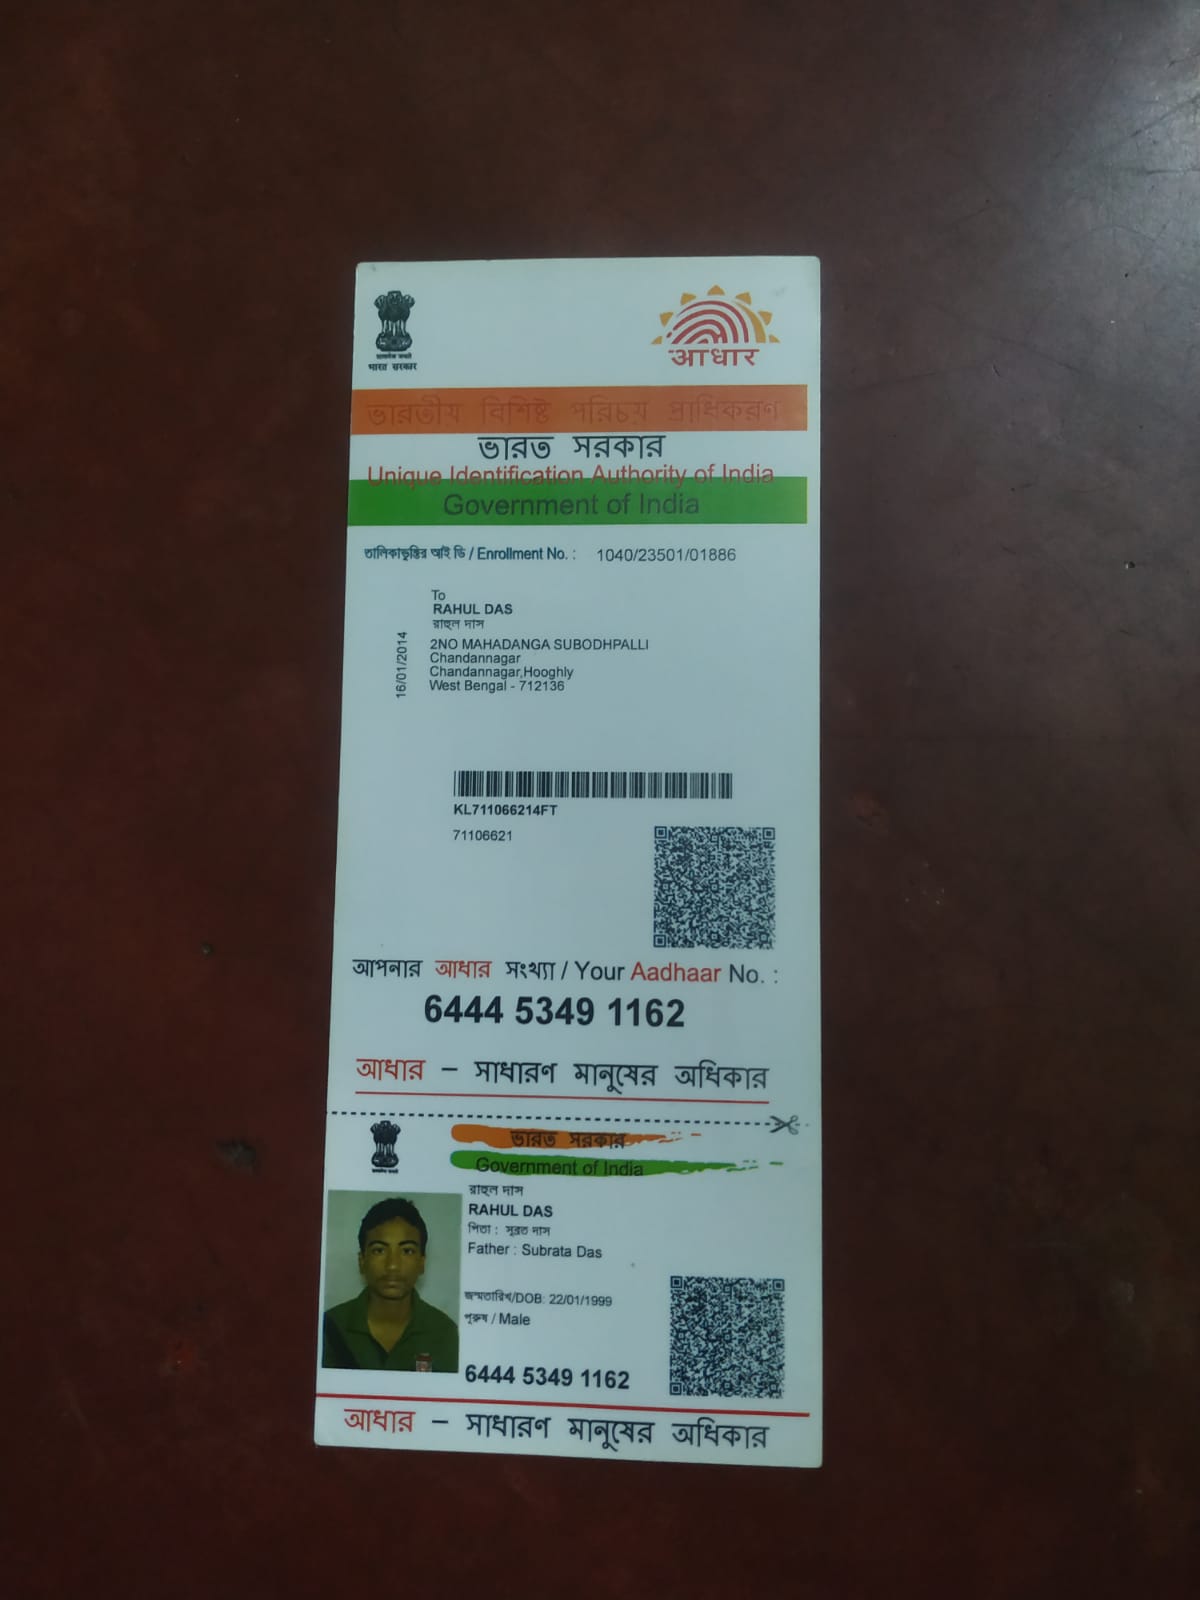 भारत सरकार
आधार
ভারতীয় বিশিষ্ট পরিচয় প্রাধিকরণ
ভারত সরকার
Unique Identification Authority of India
Government of India
তালিকাভুক্তির আই ডি / Enrollment No. : 1040/23501/01886
To
RAHUL DAS
রাহুল দাস
2NO MAHADANGA SUBODHPALLI
Chandannagar
Chandannagar,Hooghly
West Bengal - 712136
16/01/2014
KL711066214FT
71106621
আপনার আধার সংখ্যা / Your Aadhaar No. :
6444 5349 1162
আধার – সাধারণ মানুষের অধিকার
ভারত সরকার
Government of India
রাহুল দাস
RAHUL DAS
পিতা : সুব্রত দাস
Father : Subrata Das
জন্মতারিখ/DOB: 22/01/1999
পুরুষ / Male
6444 5349 1162
আধার – সাধারণ মানুষের অধিকার